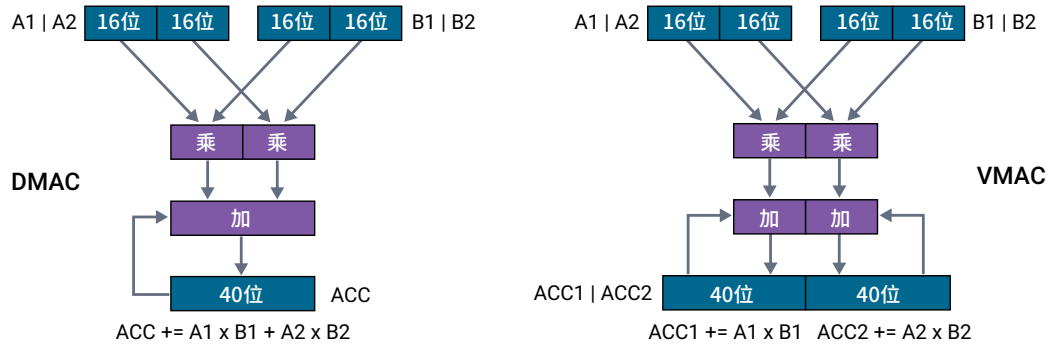 A1 | A2 16位 16位 16位 16位 B1 | B2
乘 乘
DMAC
加
40位 ACC
ACC += A1 x B1 + A2 x B2
A1 | A2 16位 16位 16位 16位 B1 | B2
乘 乘
VMAC
加 加
ACC1 | ACC2 40位 40位
ACC1 += A1 x B1 ACC2 += A2 x B2